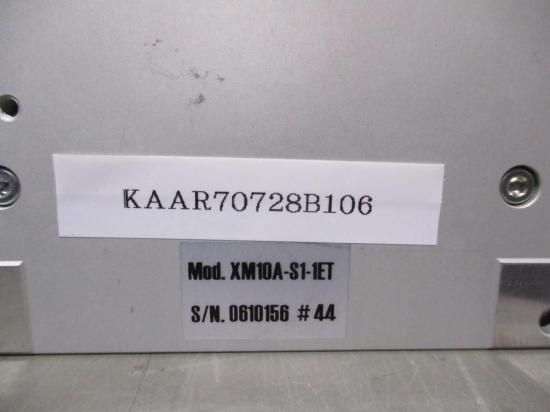 KAAR70728B106
Mod. XM10A-S1-1ET
S/N. 0610156 #44